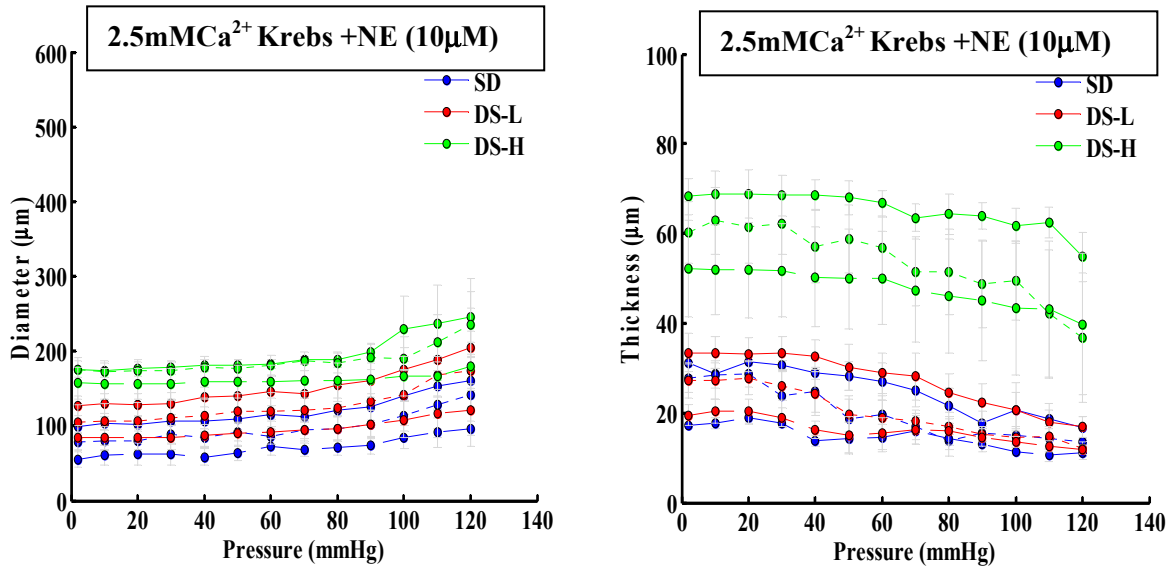 2.5mMCa²⁺ Krebs +NE (10μM)
600
500
400
300
200
100
0
Diameter (μm)
SD
DS-L
DS-H
0 20 40 60 80 100 120 140
Pressure (mmHg)
2.5mMCa²⁺ Krebs +NE (10μM)
100
80
60
40
20
0
Thickness (μm)
SD
DS-L
DS-H
0 20 40 60 80 100 120 140
Pressure (mmHg)